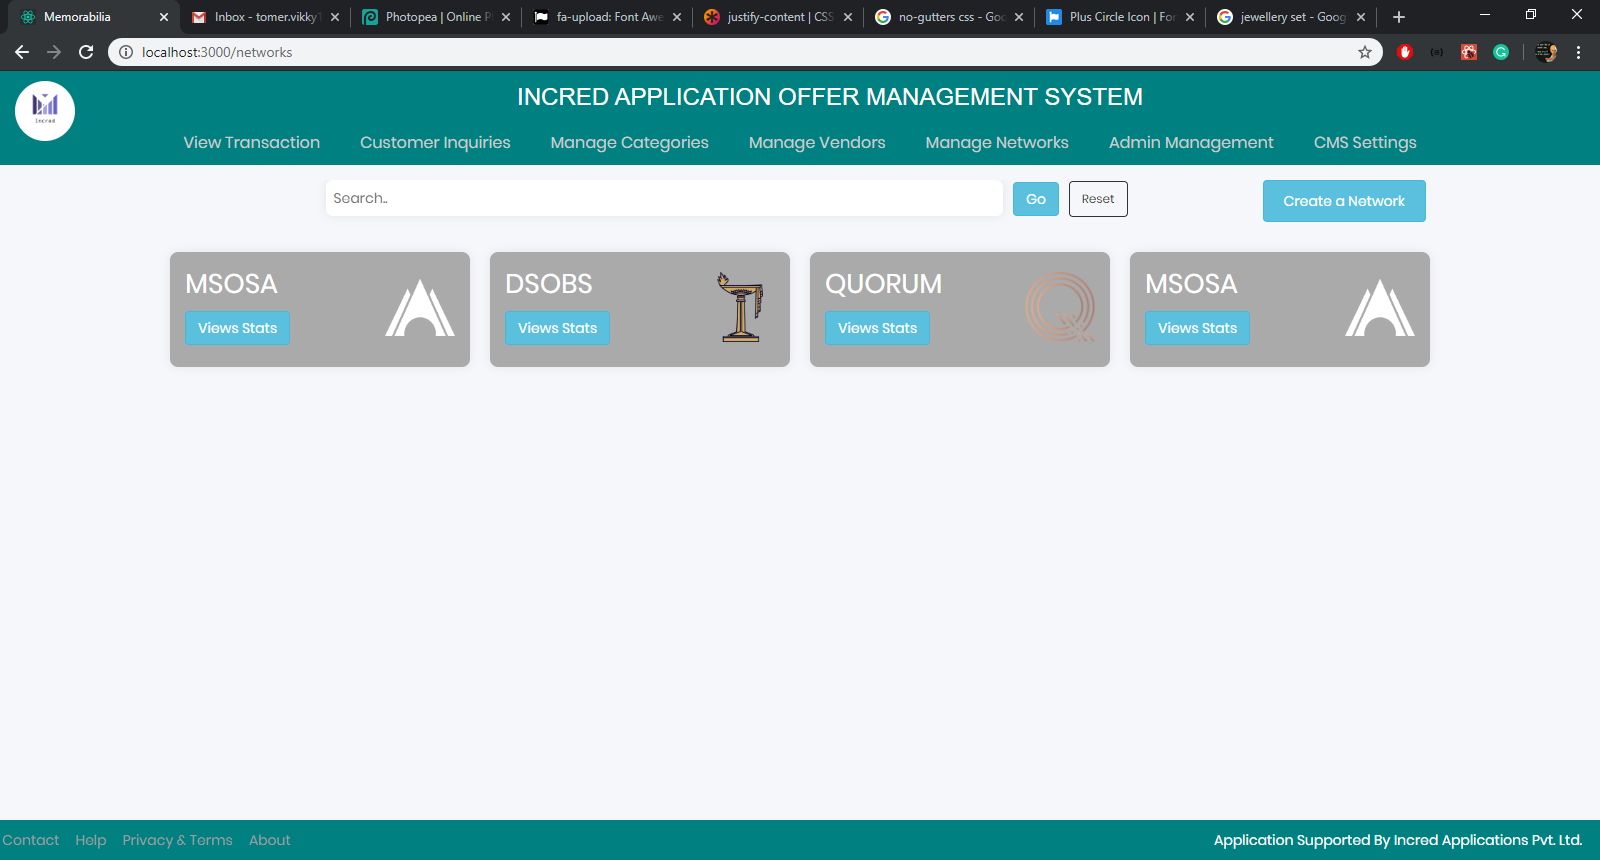 Memorabilia
Inbox - tomer.vikky1
Photopea | Online P
fa-upload: Font Awe
justify-content | CSS
no-gutters css - Goo
Plus Circle Icon | Fon
jewellery set - Goog
localhost:3000/networks
Incred
INCRED APPLICATION OFFER MANAGEMENT SYSTEM
View Transaction Customer Inquiries Manage Categories Manage Vendors Manage Networks Admin Management CMS Settings
Search.. Go Reset Create a Network
MSOSA
Views Stats
DSOBS
Views Stats
QUORUM
Views Stats
MSOSA
Views Stats
Contact Help Privacy & Terms About
Application Supported By Incred Applications Pvt. Ltd.